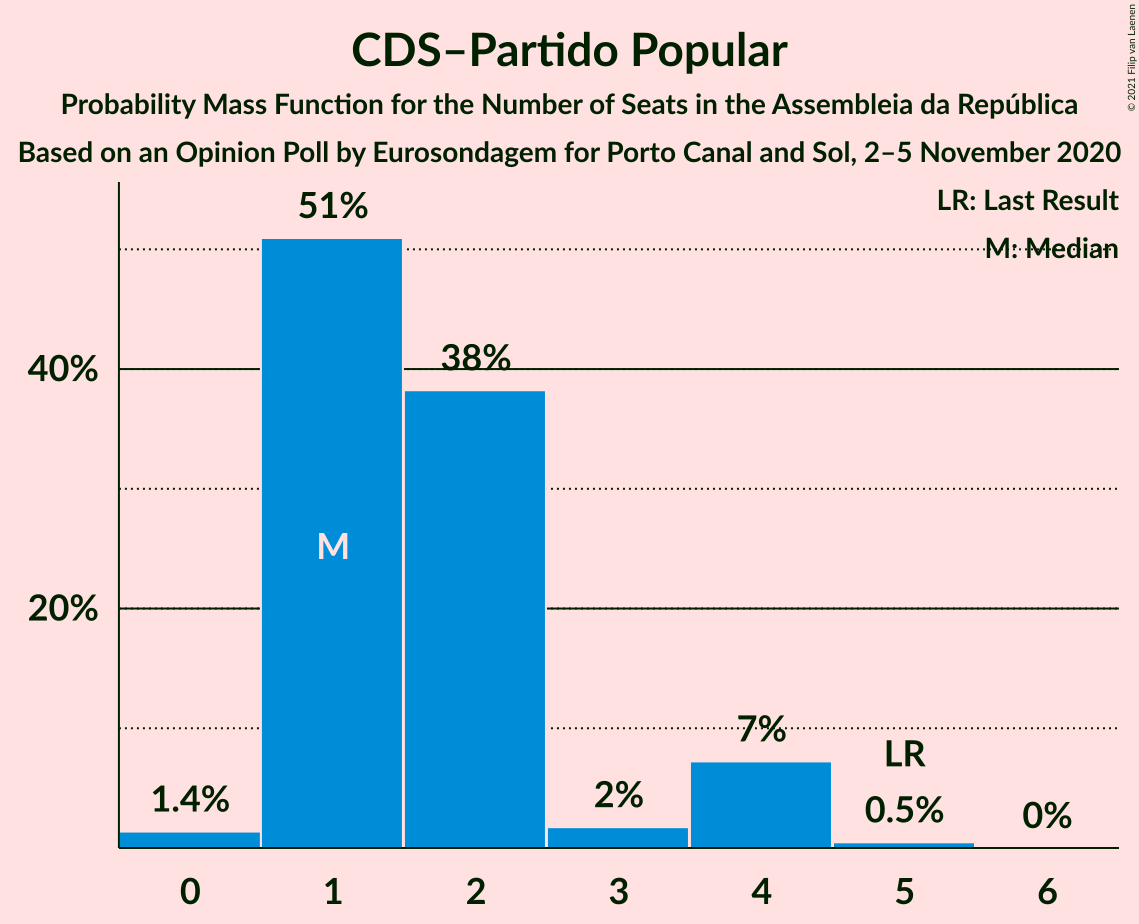 CDS–Partido Popular
Probability Mass Function for the Number of Seats in the Assembleia da República
Based on an Opinion Poll by Eurosondagem for Porto Canal and Sol, 2–5 November 2020
© 2021 Filip van Laenen
LR: Last Result
M: Median
51%
38%
40%
M
20%
7%
LR
1.4%
2%
0.5%
0%
0 1 2 3 4 5 6